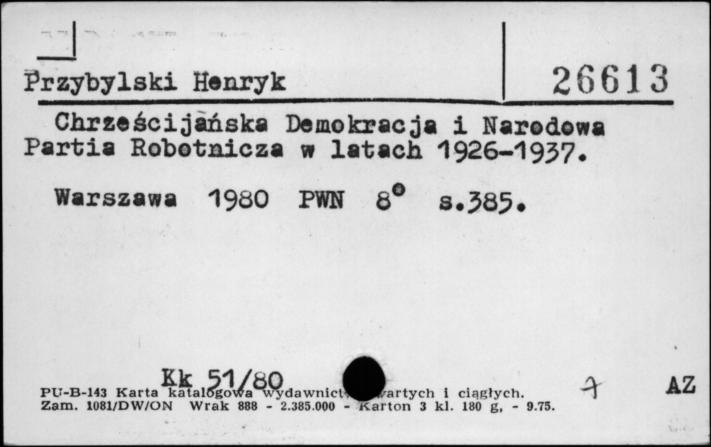 Przybylski Henryk 26613
Chrześcijańska Demokracja i Narodowa
Partia Robotnicza w latach 1926-1937.
Warszawa 1980 PWN 8° s.385.
Kk 51/80
PU-B-143 Karta katalogowa wydawnictw zwartych i ciągłych. AZ
Zam. 1081/DW/ON Wrak 888 - 2.385.000 - Karton 3 kl. 180 g, - 9.75.